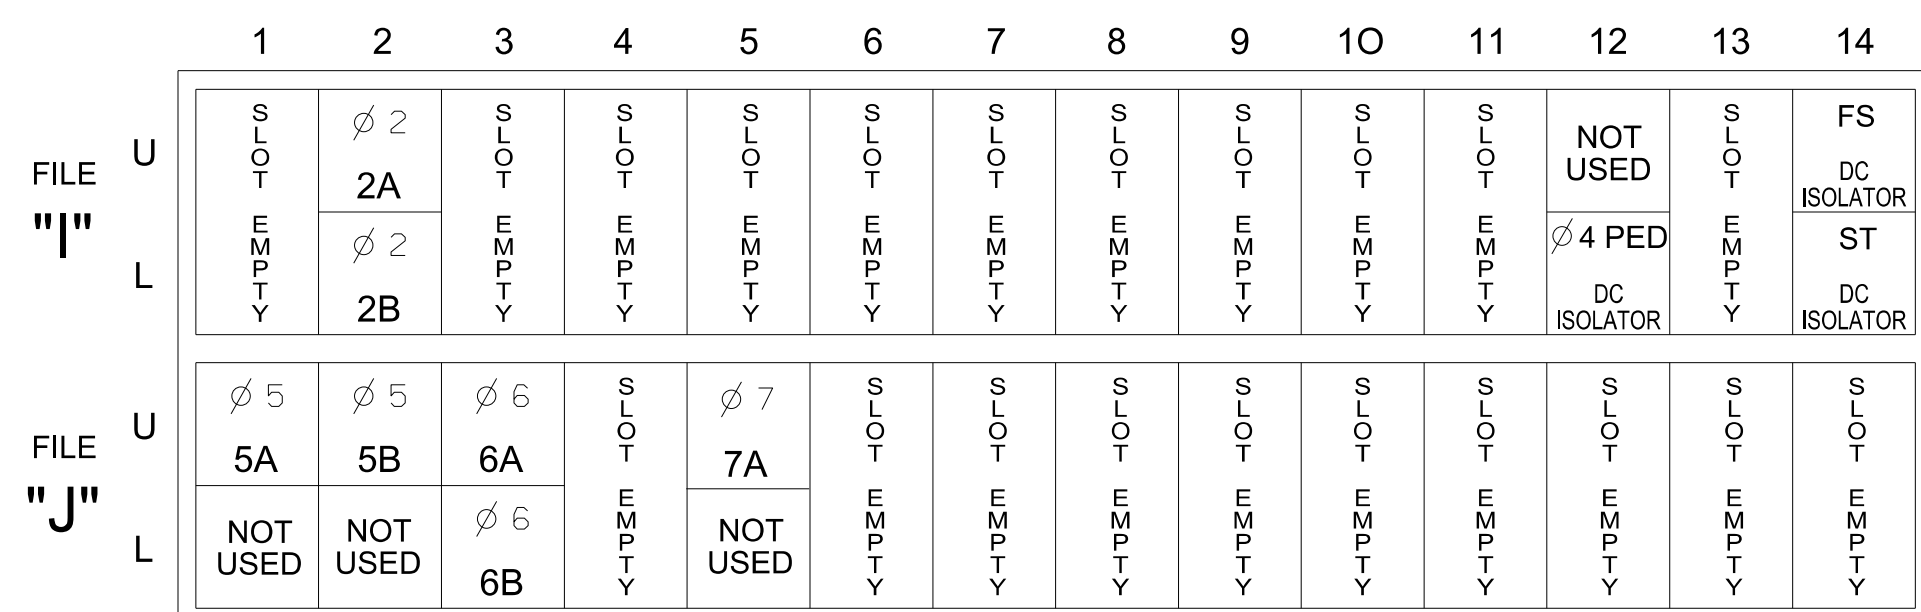 1 2 3 4 5 6 7 8 9 10 11 12 13 14
FILE "I"
U
L
SLOT EMPTY
Ø 2
2A
Ø 2
2B
SLOT EMPTY
SLOT EMPTY
SLOT EMPTY
SLOT EMPTY
SLOT EMPTY
SLOT EMPTY
SLOT EMPTY
SLOT EMPTY
SLOT EMPTY
NOT
USED
Ø 4 PED
DC
ISOLATOR
SLOT EMPTY
FS
DC
ISOLATOR
ST
DC
ISOLATOR
FILE "J"
U
L
Ø 5
5A
NOT
USED
Ø 5
5B
NOT
USED
Ø 6
6A
Ø 6
6B
SLOT EMPTY
Ø 7
7A
NOT
USED
SLOT EMPTY
SLOT EMPTY
SLOT EMPTY
SLOT EMPTY
SLOT EMPTY
SLOT EMPTY
SLOT EMPTY
SLOT EMPTY
SLOT EMPTY